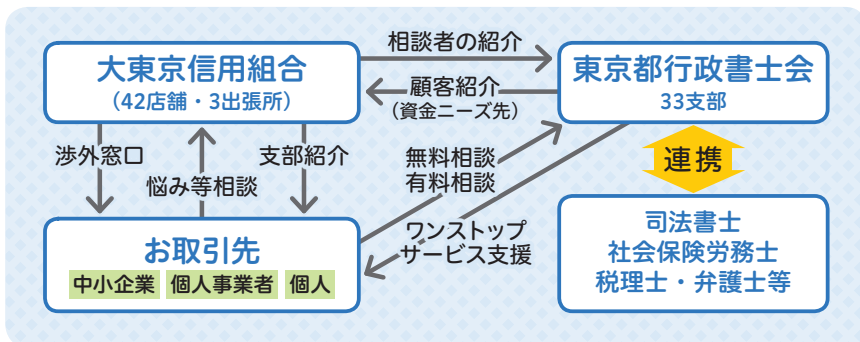 大東京信用組合
（42店舗・3出張所）
相談者の紹介
顧客紹介
（資金ニーズ先）
東京都行政書士会
33支部
渉外窓口
悩み等相談
支部紹介
無料相談
有料相談
連携
ワンストップ
サービス支援
お取引先
中小企業 個人事業者 個人
司法書士
社会保険労務士
税理士・弁護士等